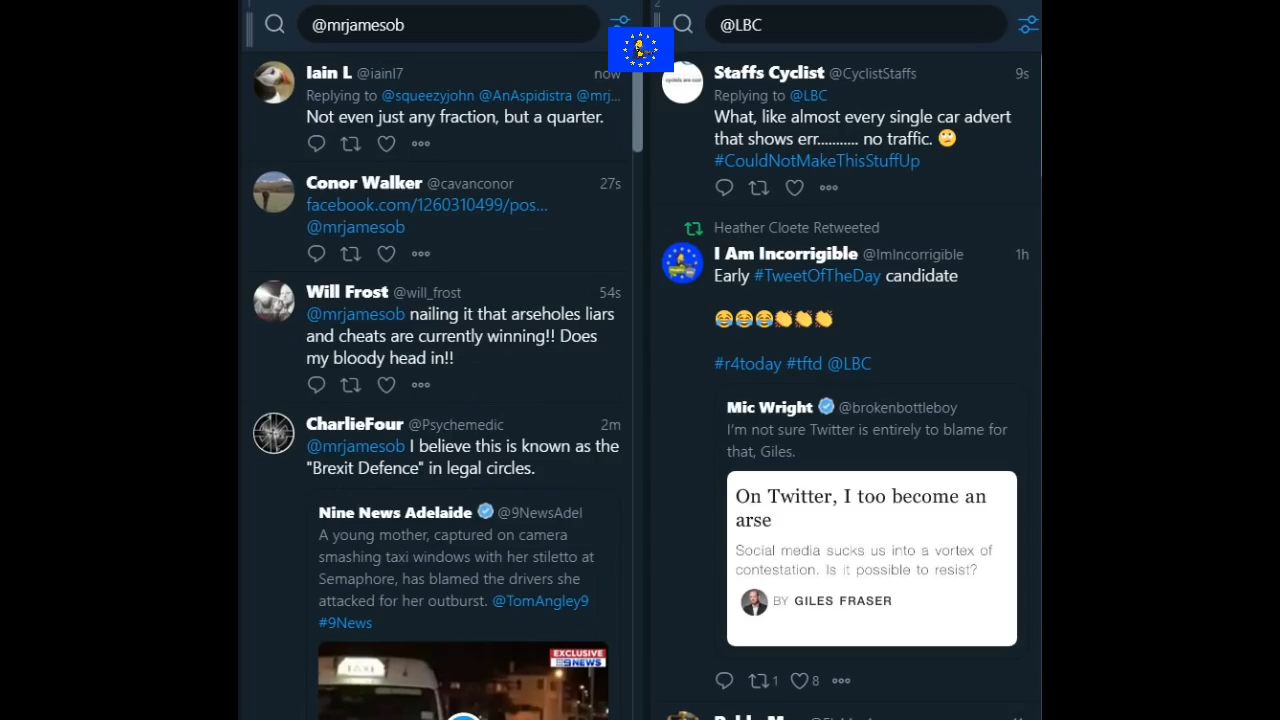 1
@mrjamesob
Iain L @iainl7 now
Replying to @squeezyjohn @AnAspidistra @mrj...
Not even just any fraction, but a quarter.
Conor Walker @cavanconor 27s
facebook.com/1260310499/pos...
@mrjamesob
Will Frost @will_frost 54s
@mrjamesob nailing it that arseholes liars
and cheats are currently winning!! Does
my bloody head in!!
CharlieFour @Psychemedic 2m
@mrjamesob I believe this is known as the
"Brexit Defence" in legal circles.
Nine News Adelaide @9NewsAdel
A young mother, captured on camera
smashing taxi windows with her stiletto at
Semaphore, has blamed the drivers she
attacked for her outburst. @TomAngley9
#9News
EXCLUSIVE
9NEWS
TAXI
2
@LBC
Staffs Cyclist @CyclistStaffs 9s
Replying to @LBC
What, like almost every single car advert
that shows err........... no traffic. 🙄
#CouldNotMakeThisStuffUp
Heather Cloete Retweeted
I Am Incorrigible @ImIncorrigible 1h
Early #TweetOfTheDay candidate
😂😂😂👏👏👏
#r4today #tftd @LBC
Mic Wright @brokenbottleboy
I'm not sure Twitter is entirely to blame for
that, Giles.
On Twitter, I too become an
arse
Social media sucks us into a vortex of
contestation. Is it possible to resist?
BY GILES FRASER
1 8